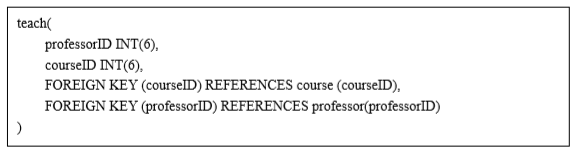 teach(
professorID INT(6),
courseID INT(6),
FOREIGN KEY (courseID) REFERENCES course (courseID),
FOREIGN KEY (professorID) REFERENCES professor(professorID)
)